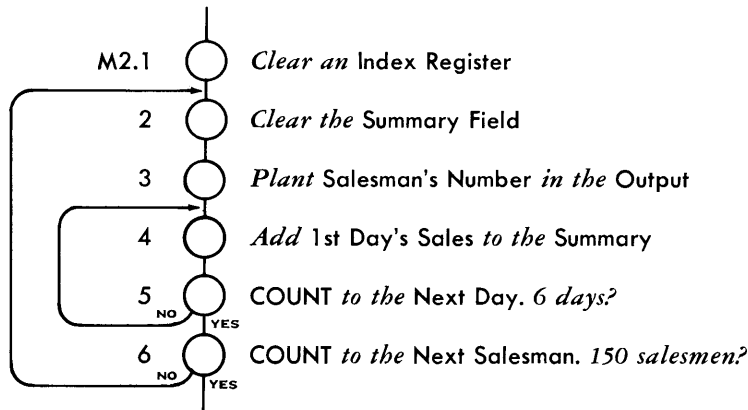 M2.1 Clear an Index Register
2 Clear the Summary Field
3 Plant Salesman's Number in the Output
4 Add 1st Day's Sales to the Summary
5 COUNT to the Next Day. 6 days?
NO YES
6 COUNT to the Next Salesman. 150 salesmen?
NO YES